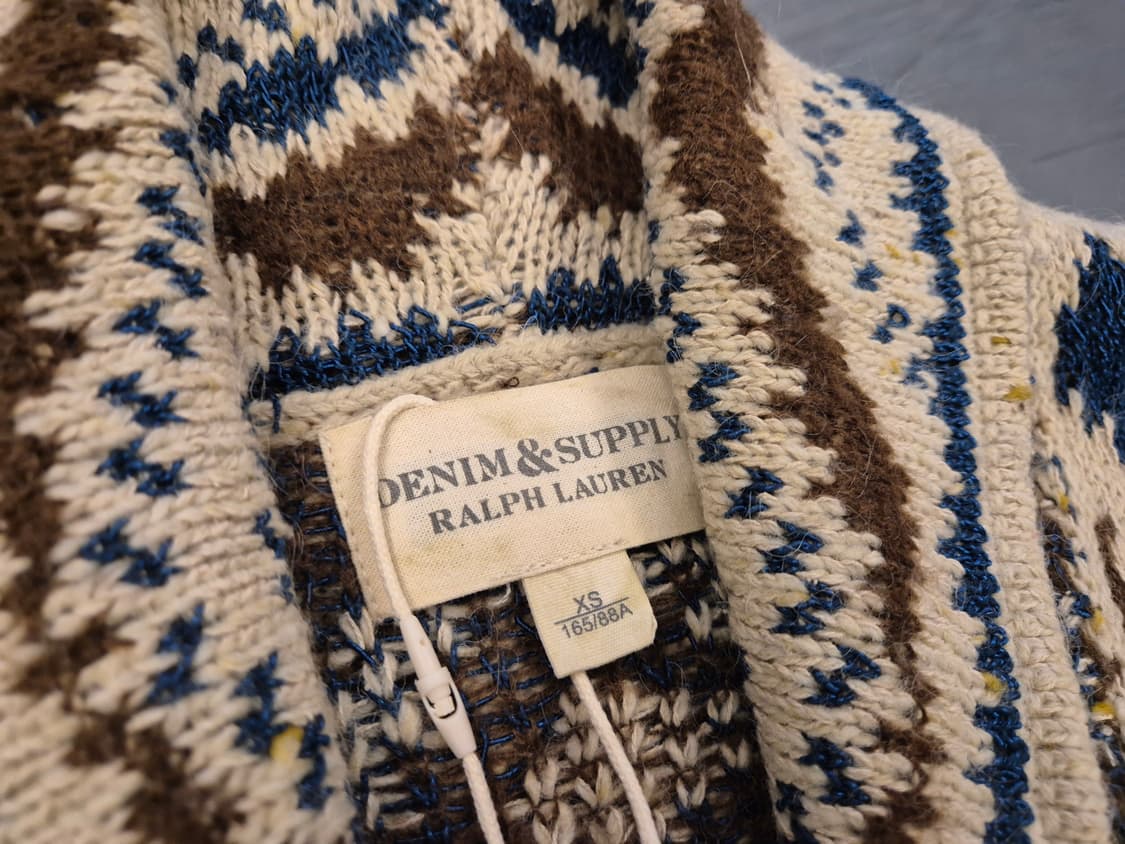 DENIM&SUPPLY
RALPH LAUREN
XS
165/88A